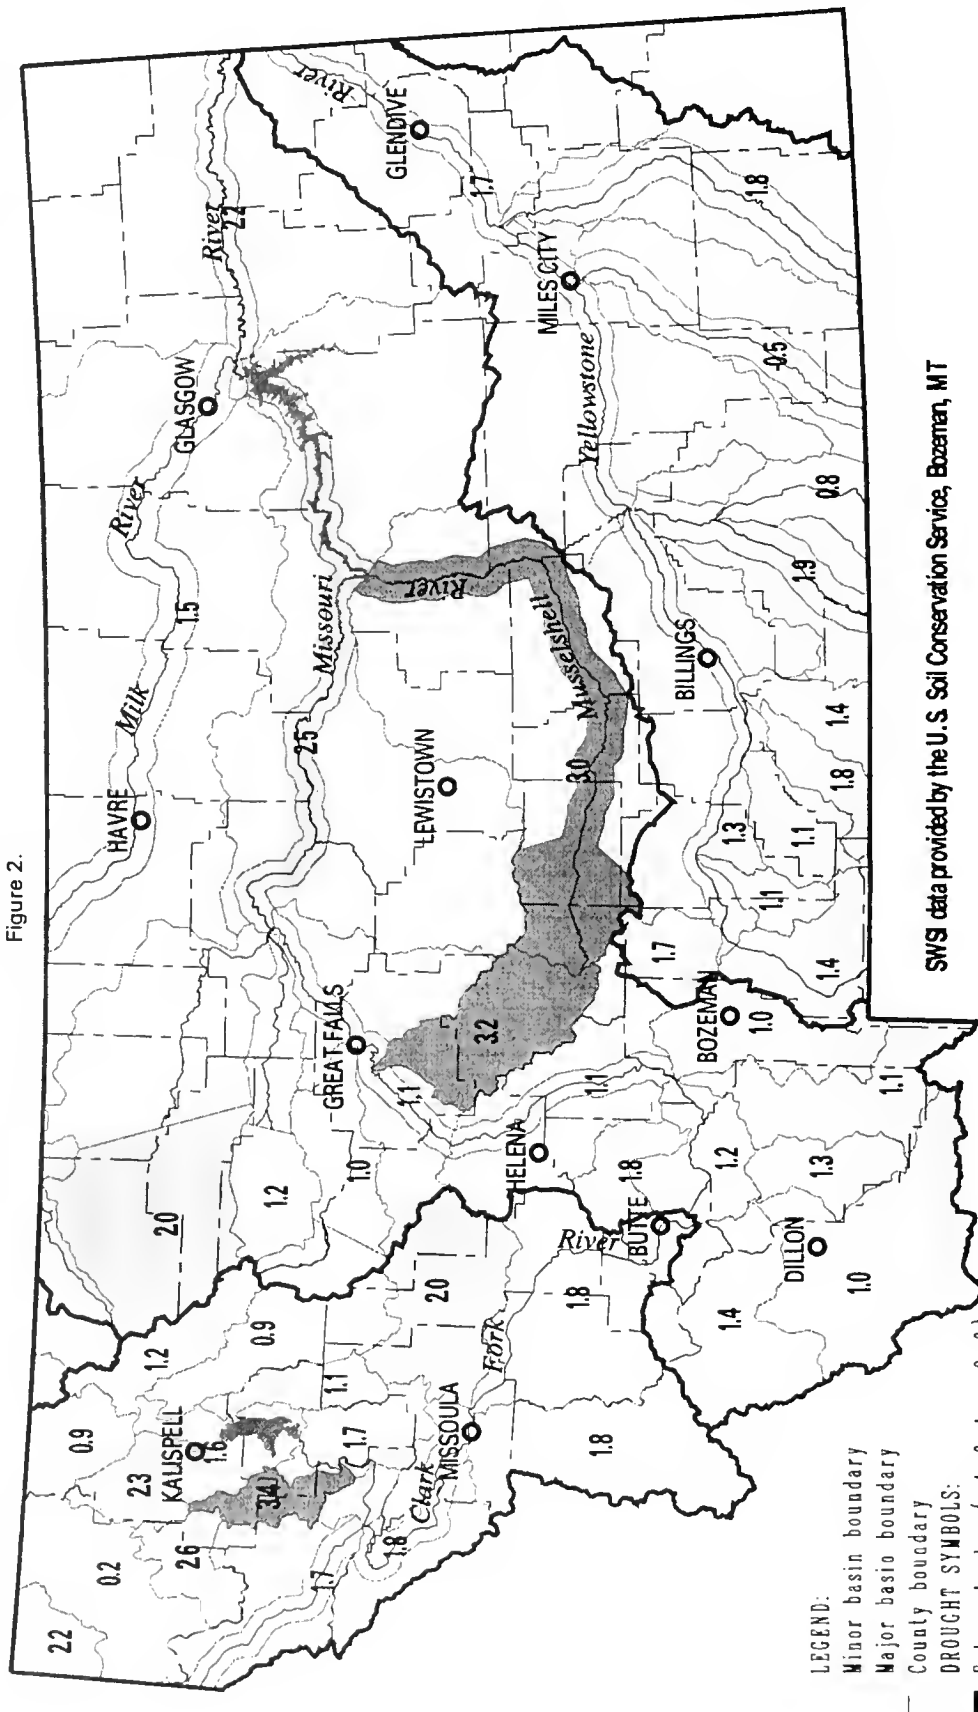 Figure 2.
2.2
0.2
2.3
0.9
KALISPELL
1.6
2.6
3.4
1.2
0.9
1.1
1.7
1.7
1.8
Clark
MISSOULA
Fork
River
2.0
1.8
1.8
BUTTE
1.4
DILLON
1.0
2.0
1.2
1.0
GREAT FALLS
1.1
HELENA
1.1
1.8
1.2
1.3
1.1
BOZEMAN
1.0
3.2
HAVRE
Milk
River
1.5
GLASGOW
2.5
Missouri
River
2.2
LEWISTOWN
3.0
Musselshell
River
1.7
1.4
1.1
1.3
1.1
1.8
1.4
BILLINGS
1.9
0.8
Yellowstone
River
MILES CITY
-0.5
1.7
GLENDIVE
1.8
LEGEND:
Minor basin boundary
Major basin boundary
County boundary
DROUGHT SYMBOLS:
SWSI data provided by the U.S. Soil Conservation Service, Bozeman, MT